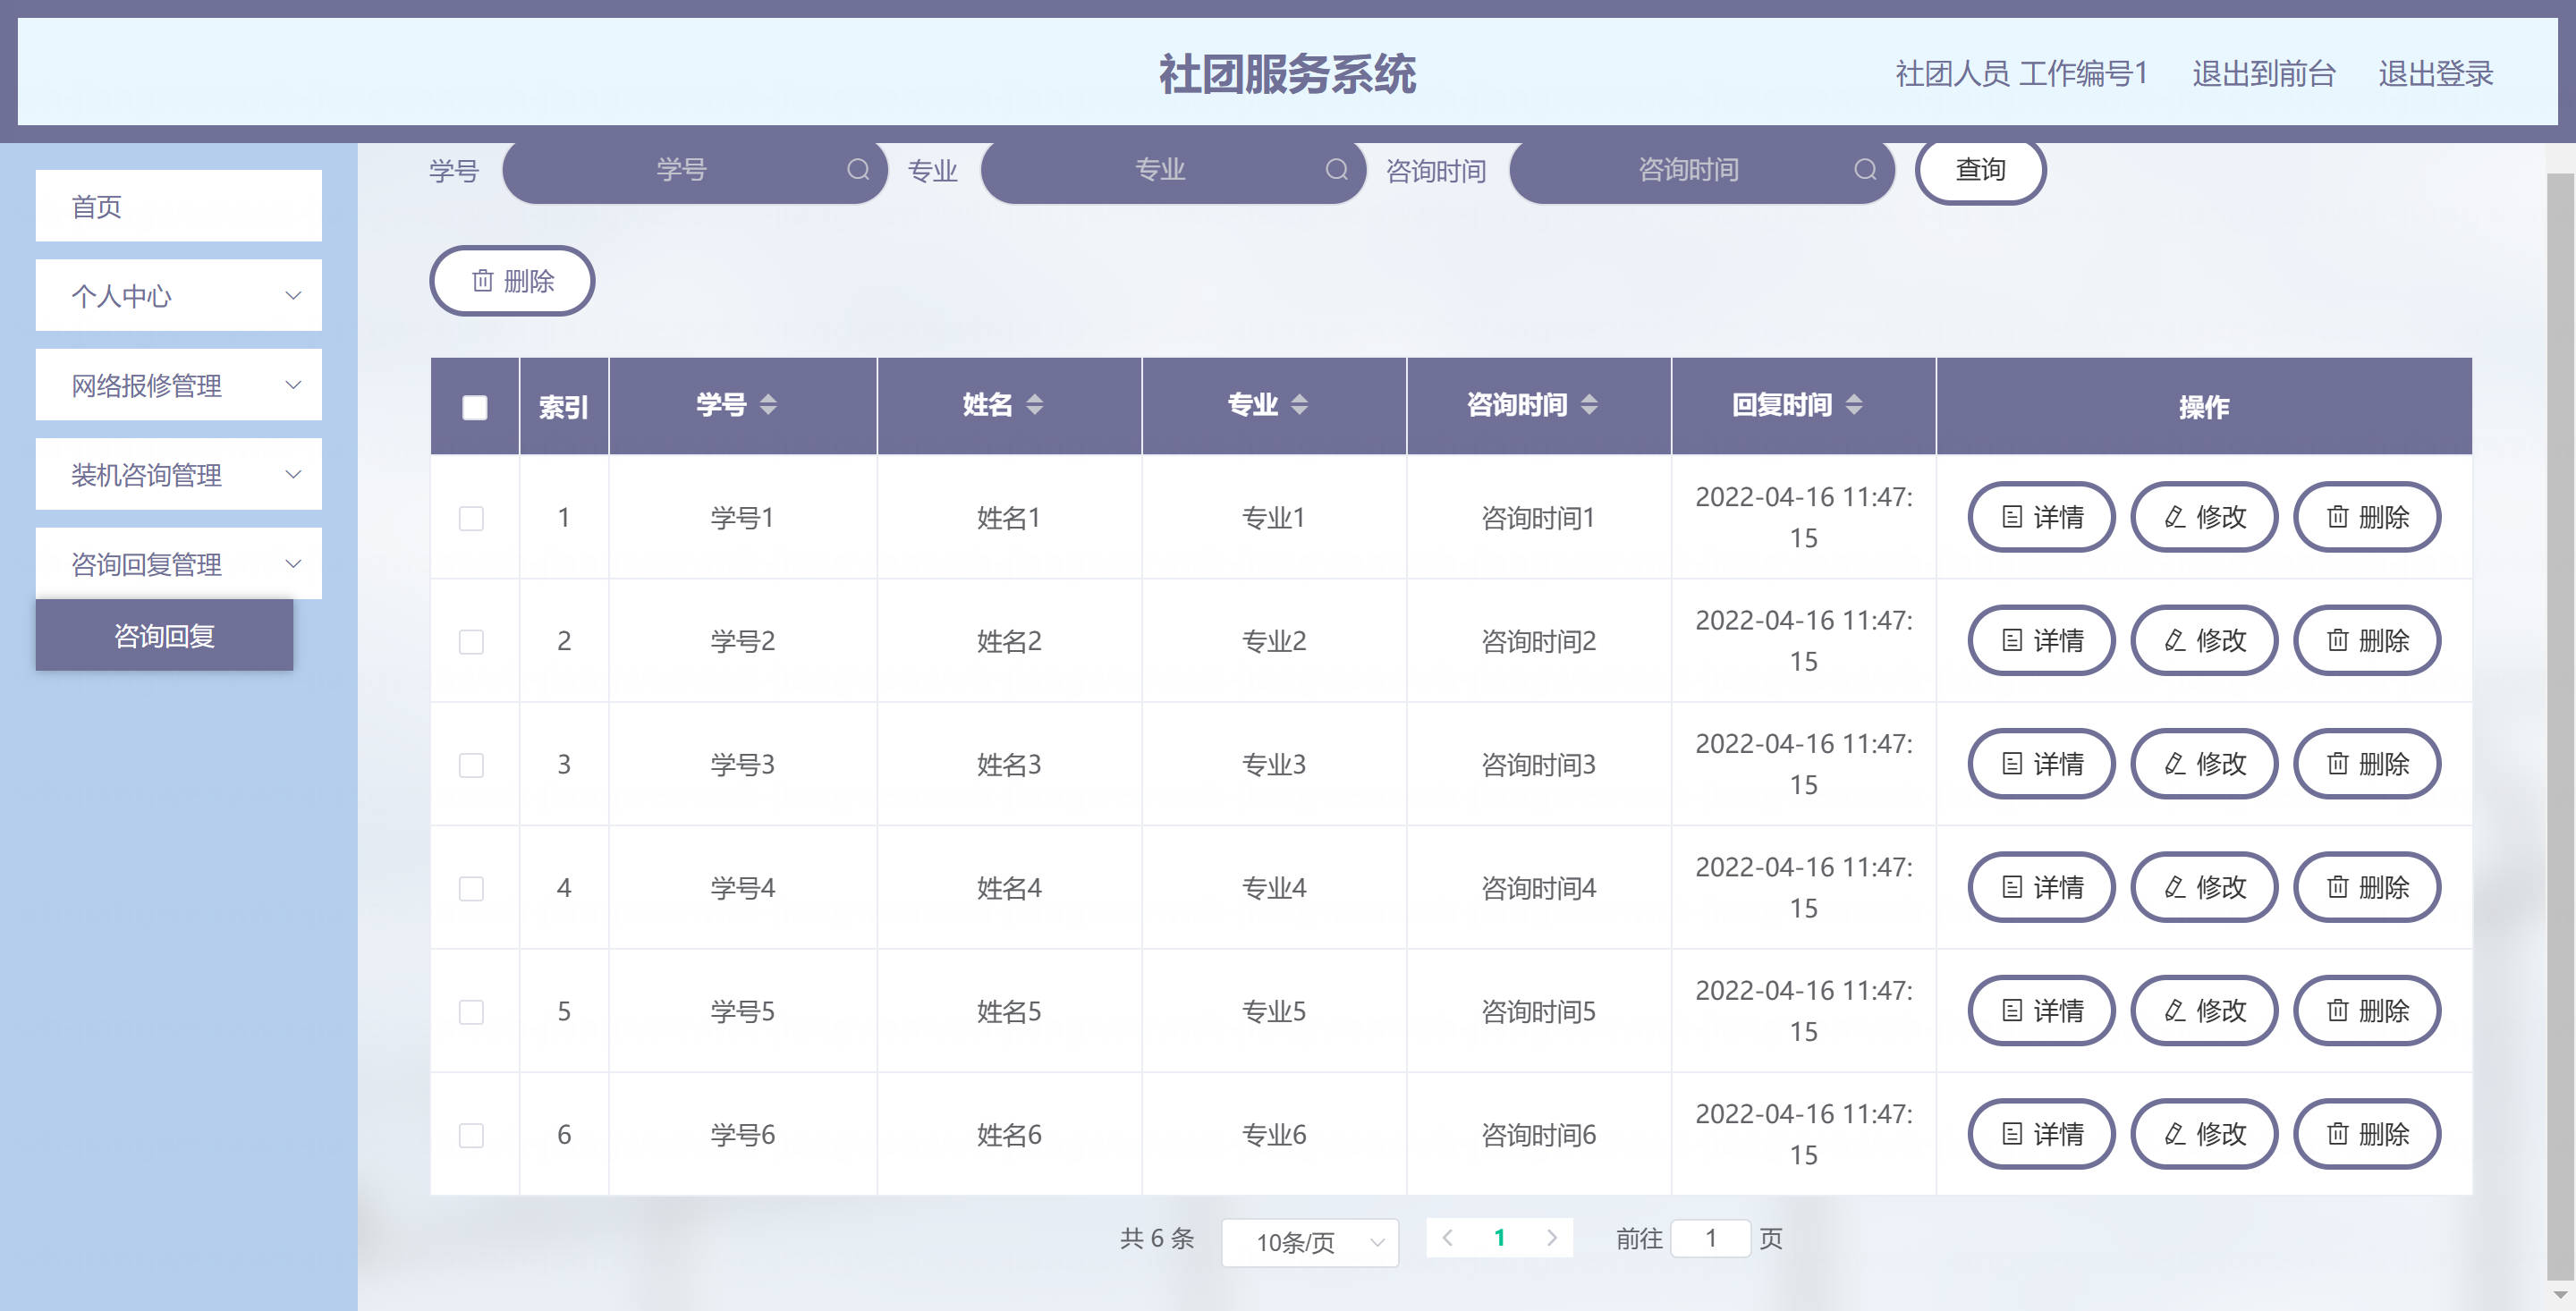 社团服务系统
社团人员 工作编号1 退出到前台 退出登录
首页
个人中心
网络报修管理
装机咨询管理
咨询回复管理
咨询回复
学号 学号 专业 专业 咨询时间 咨询时间 查询
删除
索引 学号 姓名 专业 咨询时间 回复时间 操作
1 学号1 姓名1 专业1 咨询时间1 2022-04-16 11:47: 详情 修改 删除
15
2 学号2 姓名2 专业2 咨询时间2 2022-04-16 11:47: 详情 修改 删除
15
3 学号3 姓名3 专业3 咨询时间3 2022-04-16 11:47: 详情 修改 删除
15
4 学号4 姓名4 专业4 咨询时间4 2022-04-16 11:47: 详情 修改 删除
15
5 学号5 姓名5 专业5 咨询时间5 2022-04-16 11:47: 详情 修改 删除
15
6 学号6 姓名6 专业6 咨询时间6 2022-04-16 11:47: 详情 修改 删除
15
共 6 条 10条/页 1 前往 1 页